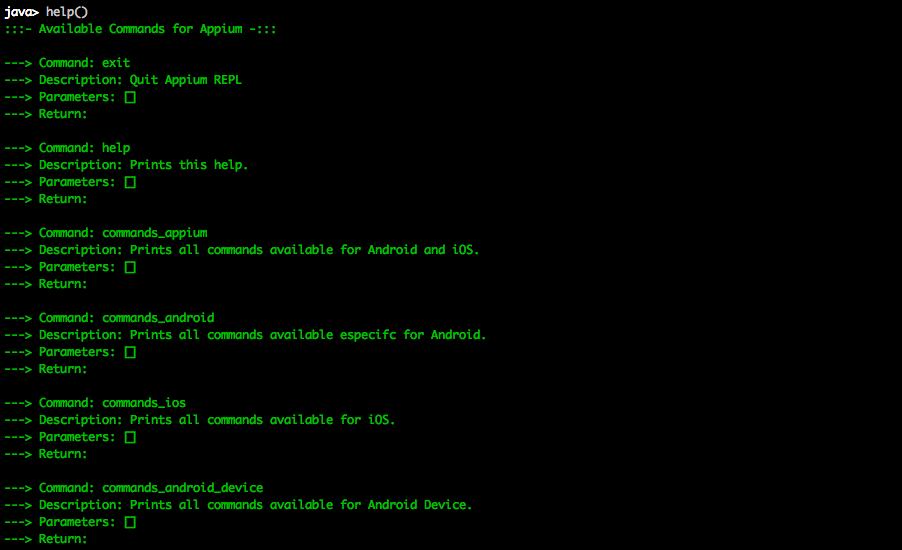 java> help()
:::- Available Commands for Appium -:::
---> Command: exit
---> Description: Quit Appium REPL
---> Parameters: []
---> Return:
---> Command: help
---> Description: Prints this help.
---> Parameters: []
---> Return:
---> Command: commands_appium
---> Description: Prints all commands available for Android and iOS.
---> Parameters: []
---> Return:
---> Command: commands_android
---> Description: Prints all commands available especifc for Android.
---> Parameters: []
---> Return:
---> Command: commands_ios
---> Description: Prints all commands available for iOS.
---> Parameters: []
---> Return:
---> Command: commands_android_device
---> Description: Prints all commands available for Android Device.
---> Parameters: []
---> Return: